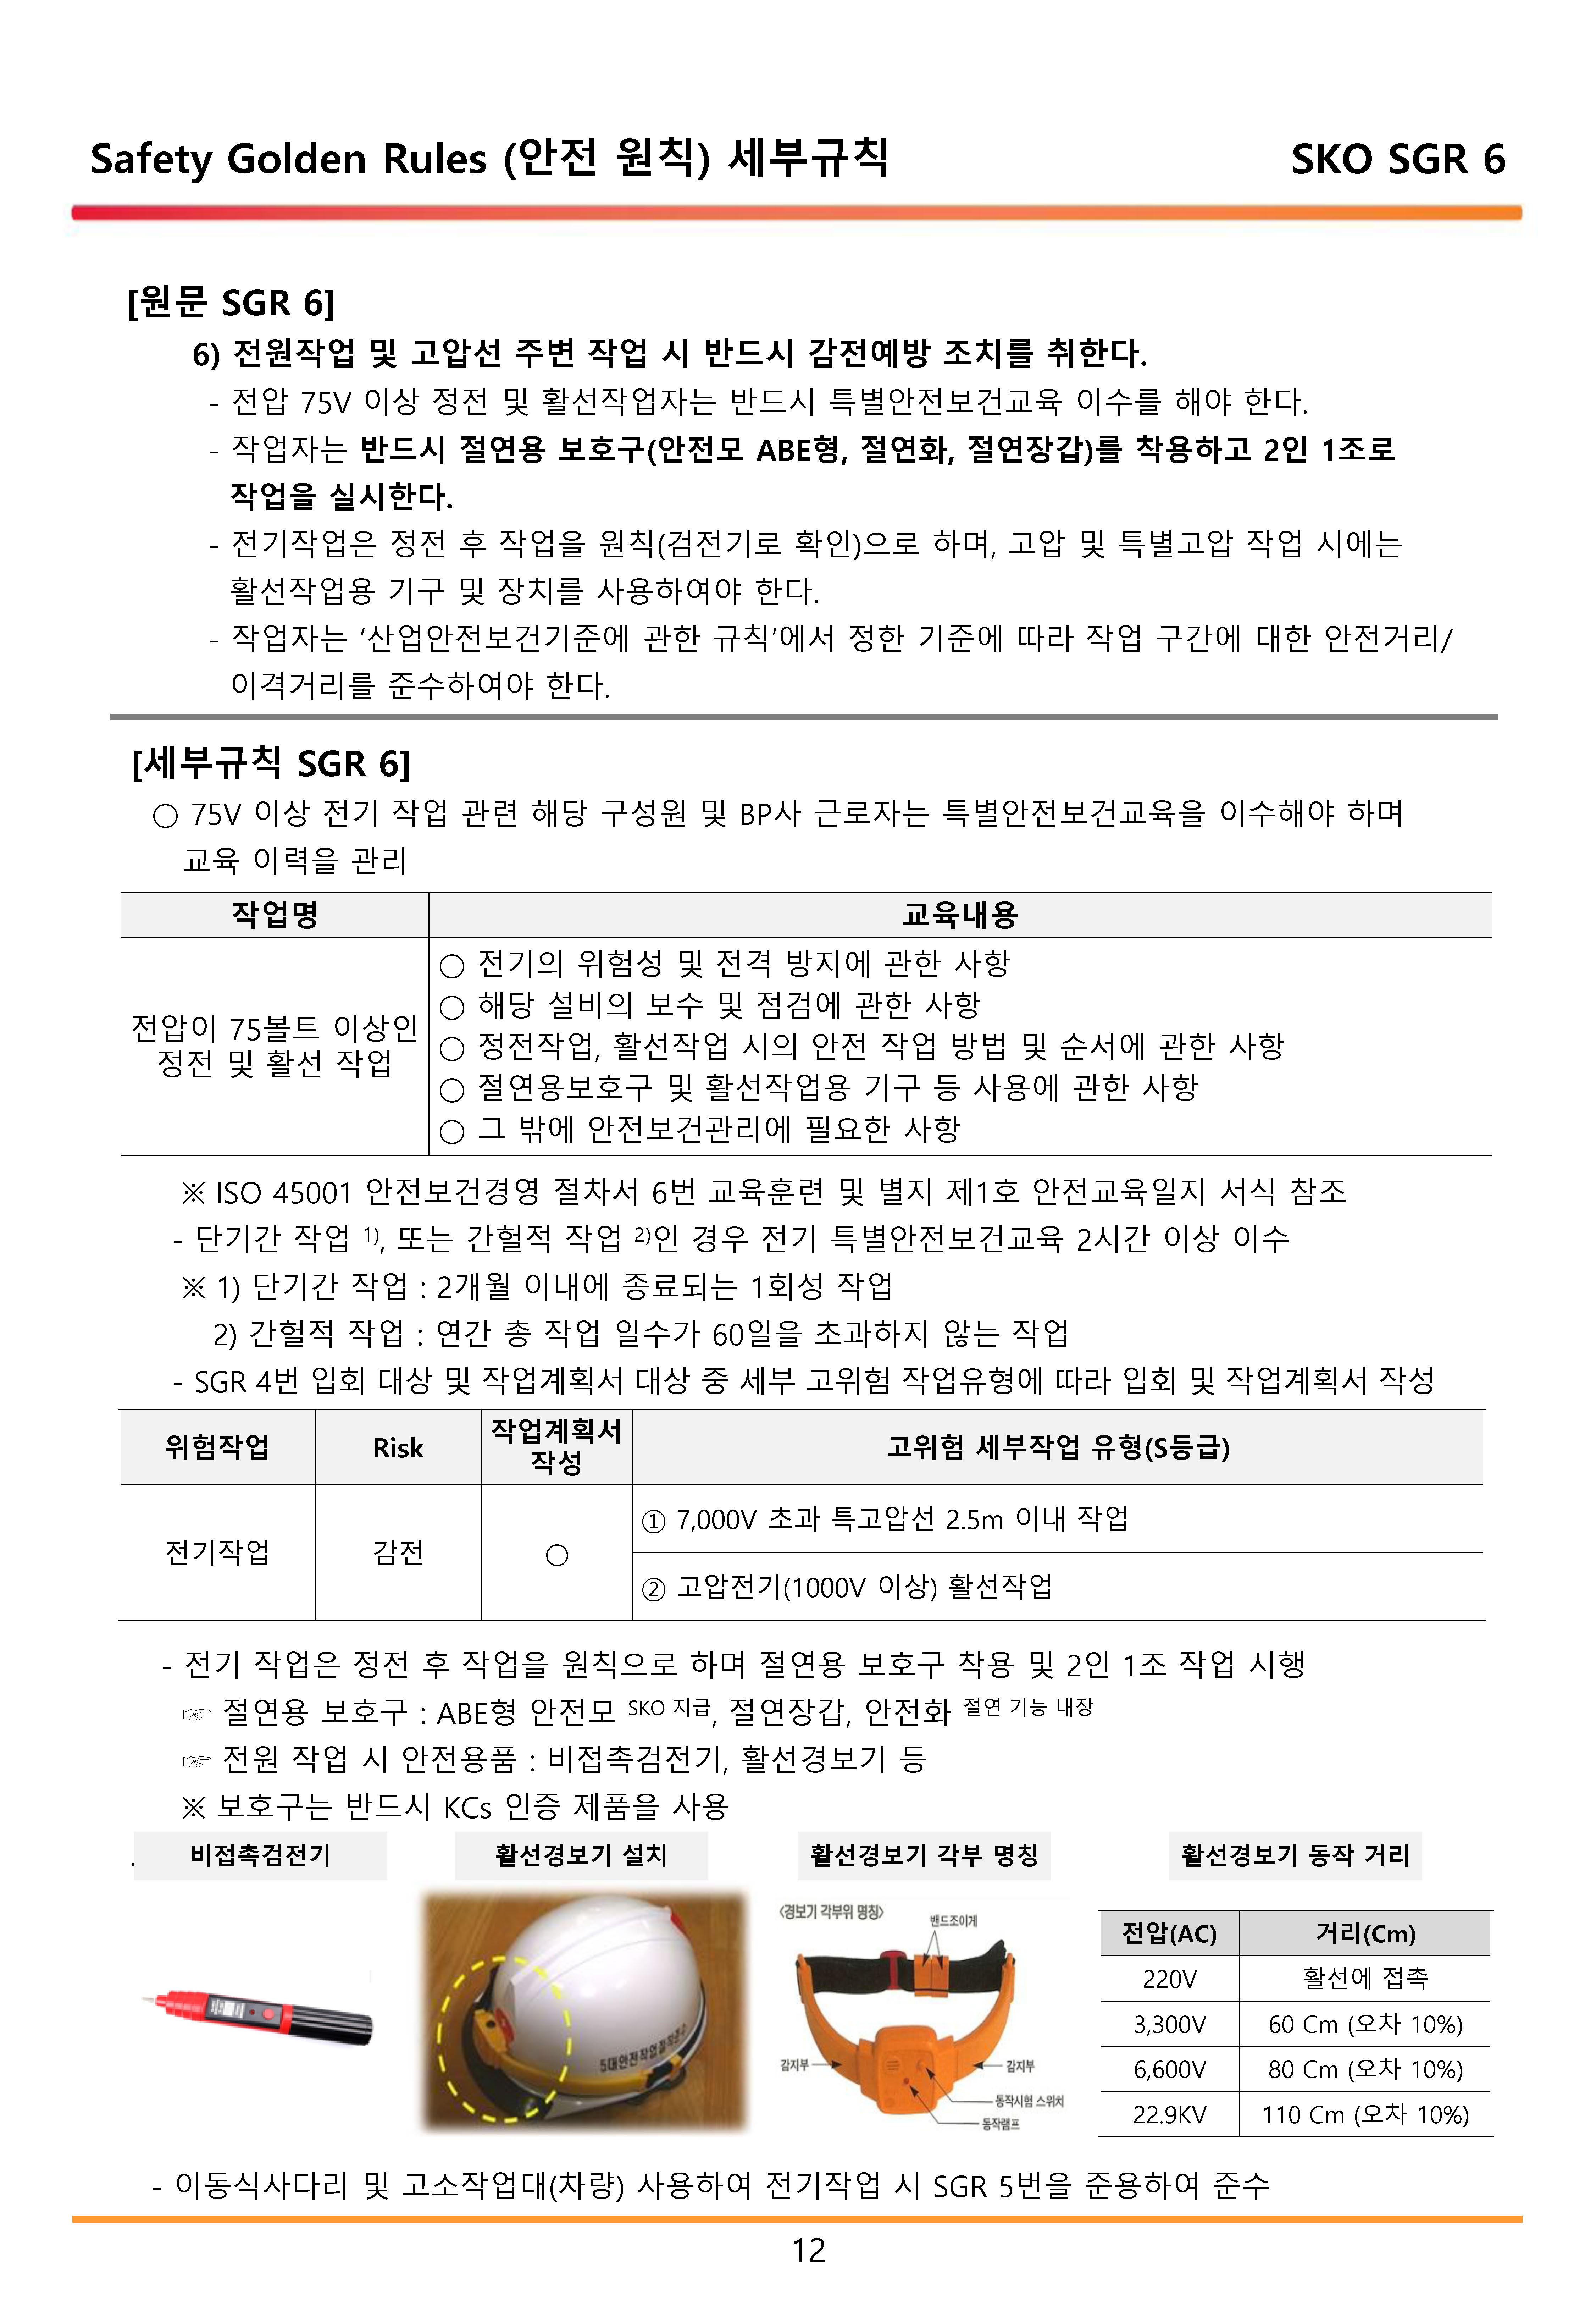 Safety Golden Rules (안전 원칙) 세부규칙 SKO SGR 6
[원문 SGR 6]
6) 전원작업 및 고압선 주변 작업 시 반드시 감전예방 조치를 취한다.
- 전압 75V 이상 정전 및 활선작업자는 반드시 특별안전보건교육 이수를 해야 한다.
- 작업자는 반드시 절연용 보호구(안전모 ABE형, 절연화, 절연장갑)를 착용하고 2인 1조로
작업을 실시한다.
- 전기작업은 정전 후 작업을 원칙(검전기로 확인)으로 하며, 고압 및 특별고압 작업 시에는
활선작업용 기구 및 장치를 사용하여야 한다.
- 작업자는 ‘산업안전보건기준에 관한 규칙’에서 정한 기준에 따라 작업 구간에 대한 안전거리/
이격거리를 준수하여야 한다.
[세부규칙 SGR 6]
○ 75V 이상 전기 작업 관련 해당 구성원 및 BP사 근로자는 특별안전보건교육을 이수해야 하며
교육 이력을 관리
작업명 교육내용
전압이 75볼트 이상인
정전 및 활선 작업
○ 전기의 위험성 및 전격 방지에 관한 사항
○ 해당 설비의 보수 및 점검에 관한 사항
○ 정전작업, 활선작업 시의 안전 작업 방법 및 순서에 관한 사항
○ 절연용보호구 및 활선작업용 기구 등 사용에 관한 사항
○ 그 밖에 안전보건관리에 필요한 사항
※ ISO 45001 안전보건경영 절차서 6번 교육훈련 및 별지 제1호 안전교육일지 서식 참조
- 단기간 작업 1), 또는 간헐적 작업 2)인 경우 전기 특별안전보건교육 2시간 이상 이수
※ 1) 단기간 작업 : 2개월 이내에 종료되는 1회성 작업
2) 간헐적 작업 : 연간 총 작업 일수가 60일을 초과하지 않는 작업
- SGR 4번 입회 대상 및 작업계획서 대상 중 세부 고위험 작업유형에 따라 입회 및 작업계획서 작성
위험작업 Risk 작업계획서 작성 고위험 세부작업 유형(S등급)
전기작업 감전 ○ ① 7,000V 초과 특고압선 2.5m 이내 작업
② 고압전기(1000V 이상) 활선작업
- 전기 작업은 정전 후 작업을 원칙으로 하며 절연용 보호구 착용 및 2인 1조 작업 시행
☞ 절연용 보호구 : ABE형 안전모 SKO 지급, 절연장갑, 안전화 절연 기능 내장
☞ 전원 작업 시 안전용품 : 비접촉검전기, 활선경보기 등
※ 보호구는 반드시 KCs 인증 제품을 사용
비접촉검전기 활선경보기 설치 활선경보기 각부 명칭 활선경보기 동작 거리
5대안전작업철저준수
<경보기 각부위 명칭>
밴드조이게
감지부
감지부
동작시험 스위치
동작램프
전압(AC) 거리(Cm)
220V 활선에 접촉
3,300V 60 Cm (오차 10%)
6,600V 80 Cm (오차 10%)
22.9KV 110 Cm (오차 10%)
- 이동식사다리 및 고소작업대(차량) 사용하여 전기작업 시 SGR 5번을 준용하여 준수
12